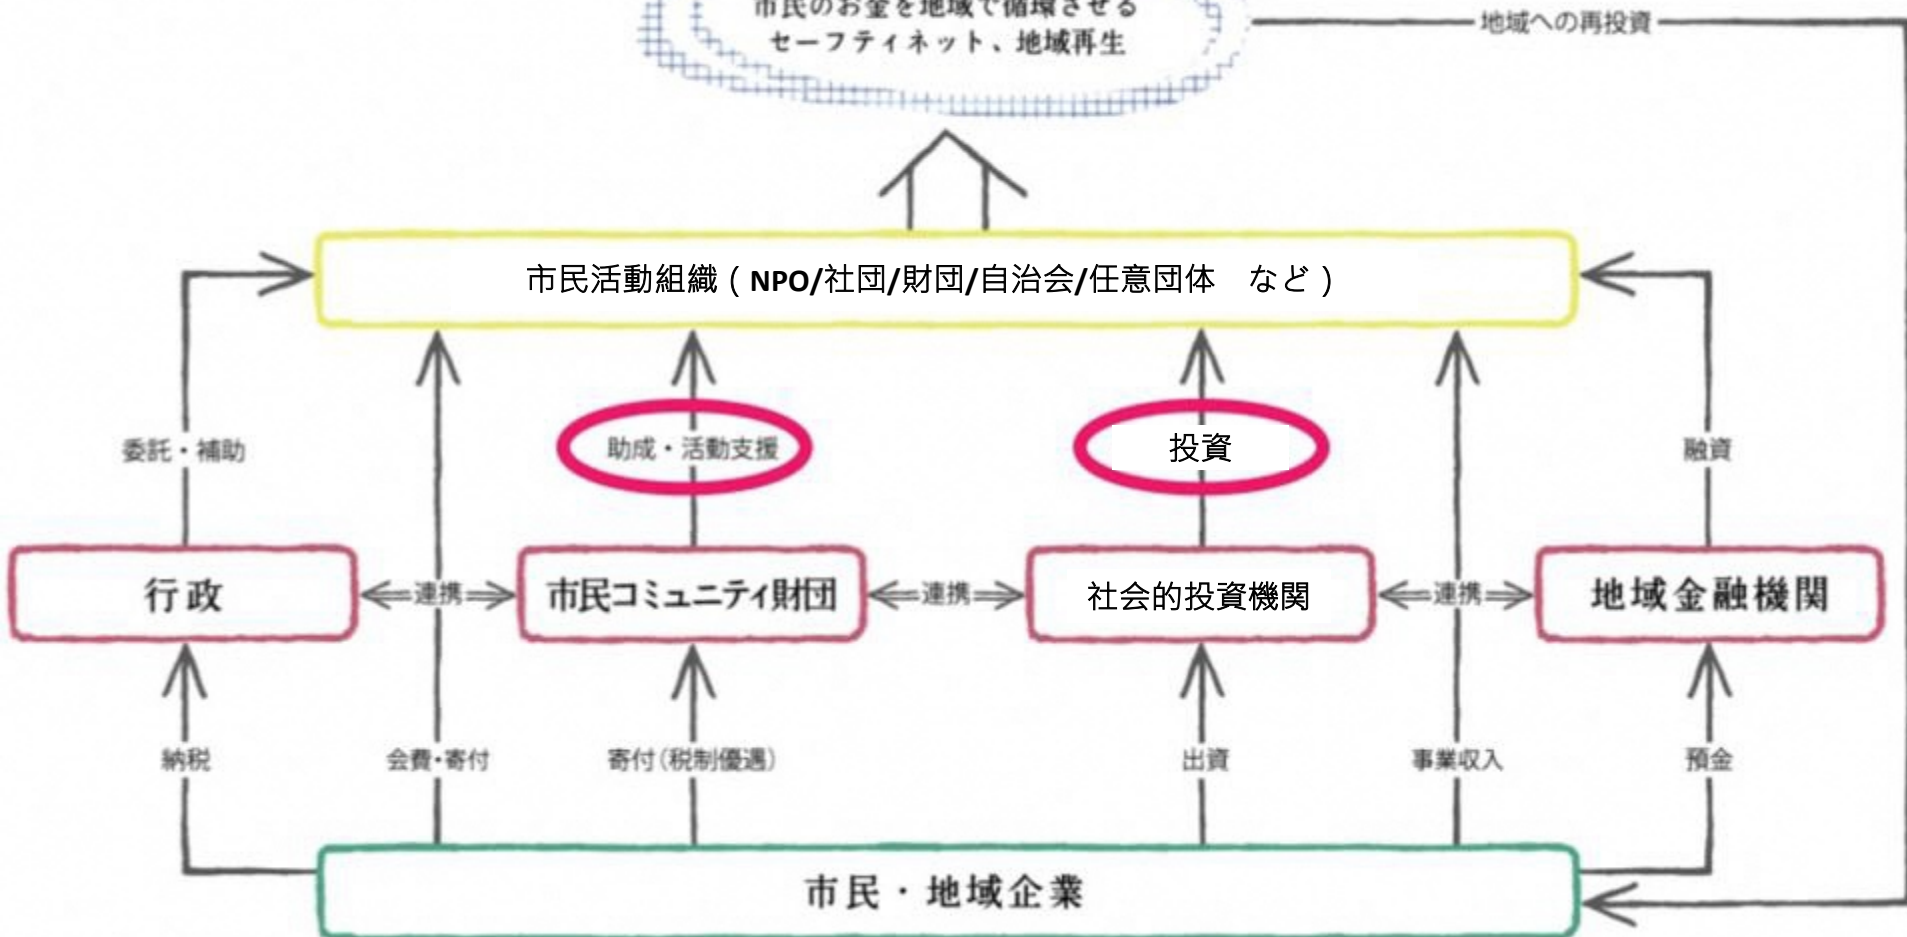 市民のお金を地域で循環させる
セーフティネット、地域再生
地域への再投資
市民活動組織（NPO/社団/財団/自治会/任意団体　など）
委託・補助
助成・活動支援
投資
融資
行政
連携
市民コミュニティ財団
連携
社会的投資機関
連携
地域金融機関
納税
会費・寄付
寄付（税制優遇）
出資
事業収入
預金
市民・地域企業